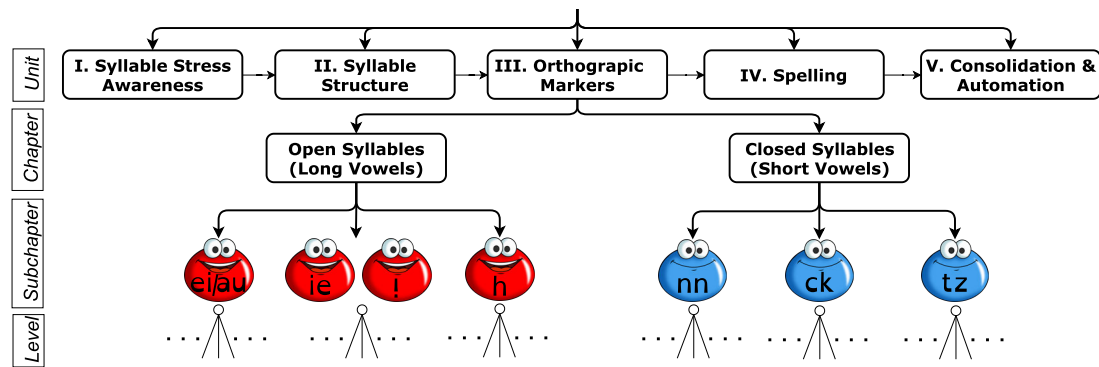 Unit
I. Syllable Stress
Awareness
II. Syllable
Structure
III. Orthograpic
Markers
IV. Spelling
V. Consolidation &
Automation
Chapter
Open Syllables
(Long Vowels)
Closed Syllables
(Short Vowels)
Subchapter
ei/au
ie
!
h
nn
ck
tz
Level
... ... ... ... ... ... ...